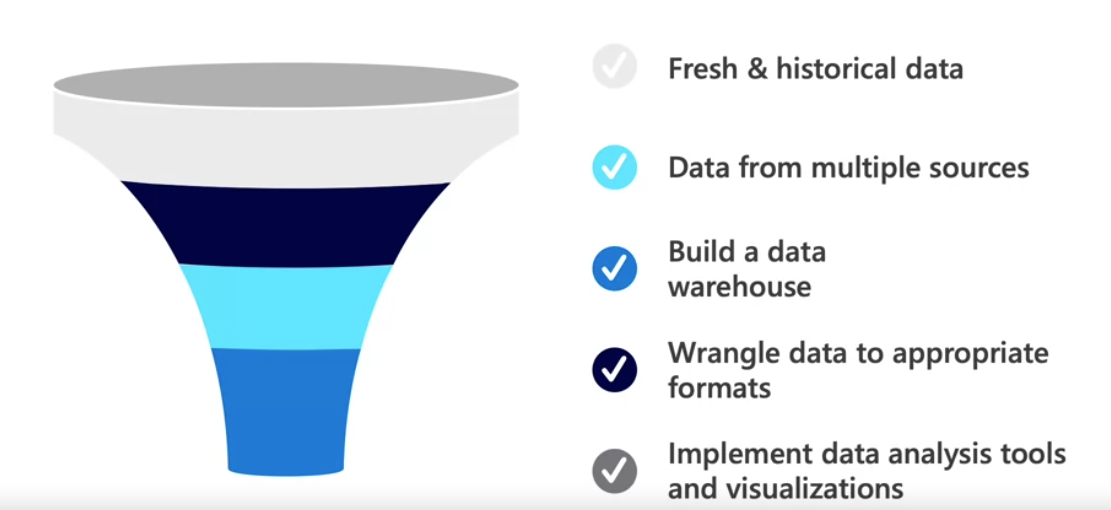 Fresh & historical data
Data from multiple sources
Build a data
warehouse
Wrangle data to appropriate
formats
Implement data analysis tools
and visualizations